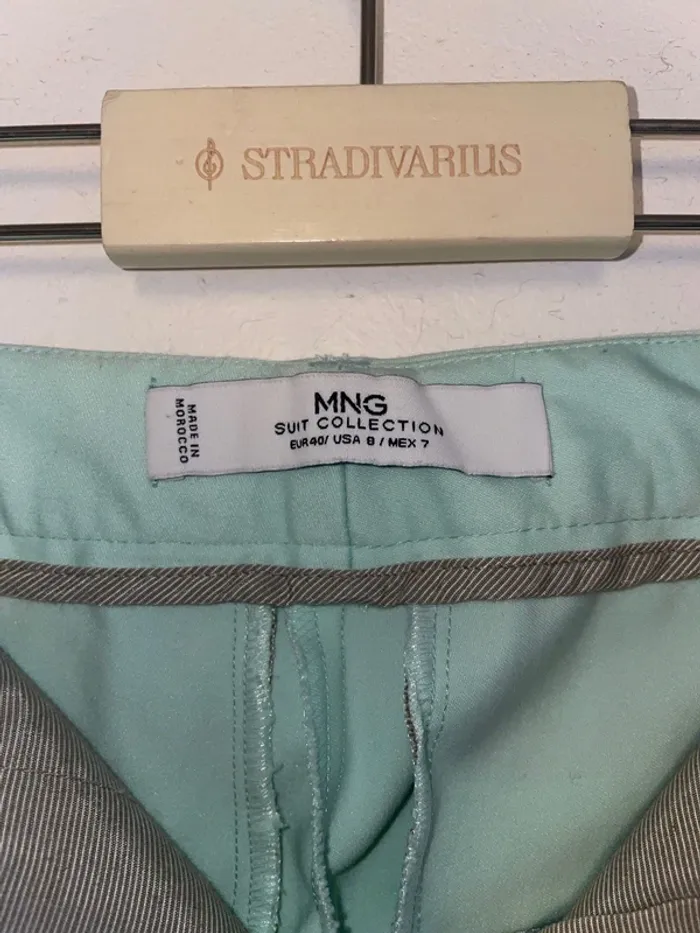 STRADIVARIUS
MNG
SUIT COLLECTION
EUR40/ USA 8 / MEX 7
MADE IN
MOROCCO